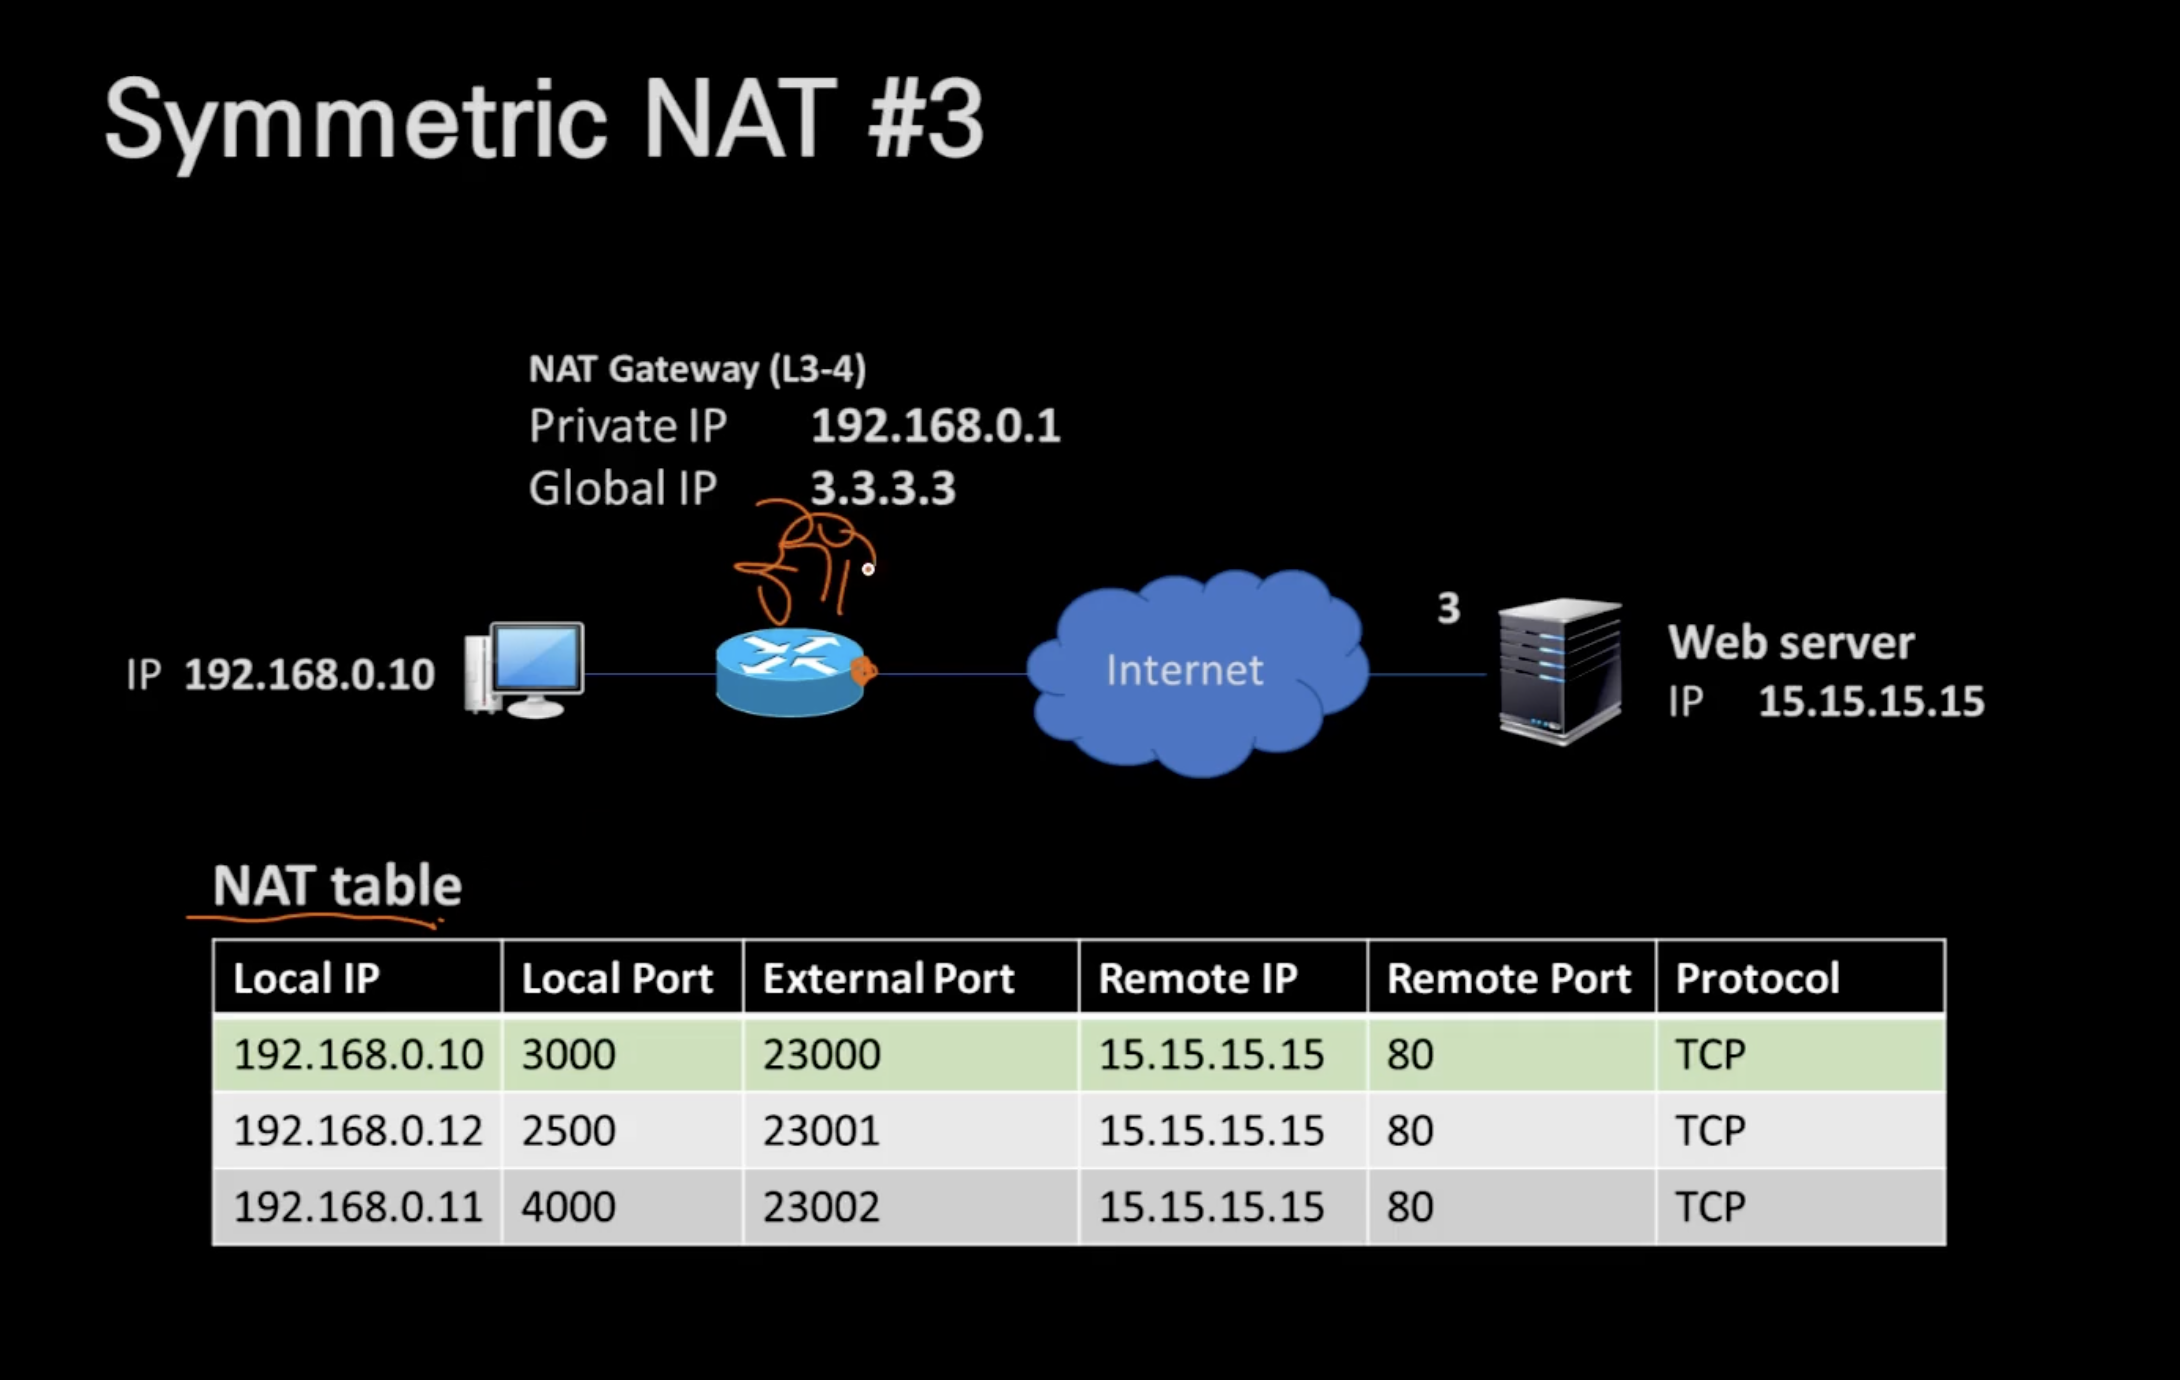 Symmetric NAT #3
NAT Gateway (L3-4)
Private IP 192.168.0.1
Global IP 3.3.3.3
IP 192.168.0.10
Internet
3
Web server
IP 15.15.15.15
NAT table
Local IP Local Port External Port Remote IP Remote Port Protocol
192.168.0.10 3000 23000 15.15.15.15 80 TCP
192.168.0.12 2500 23001 15.15.15.15 80 TCP
192.168.0.11 4000 23002 15.15.15.15 80 TCP